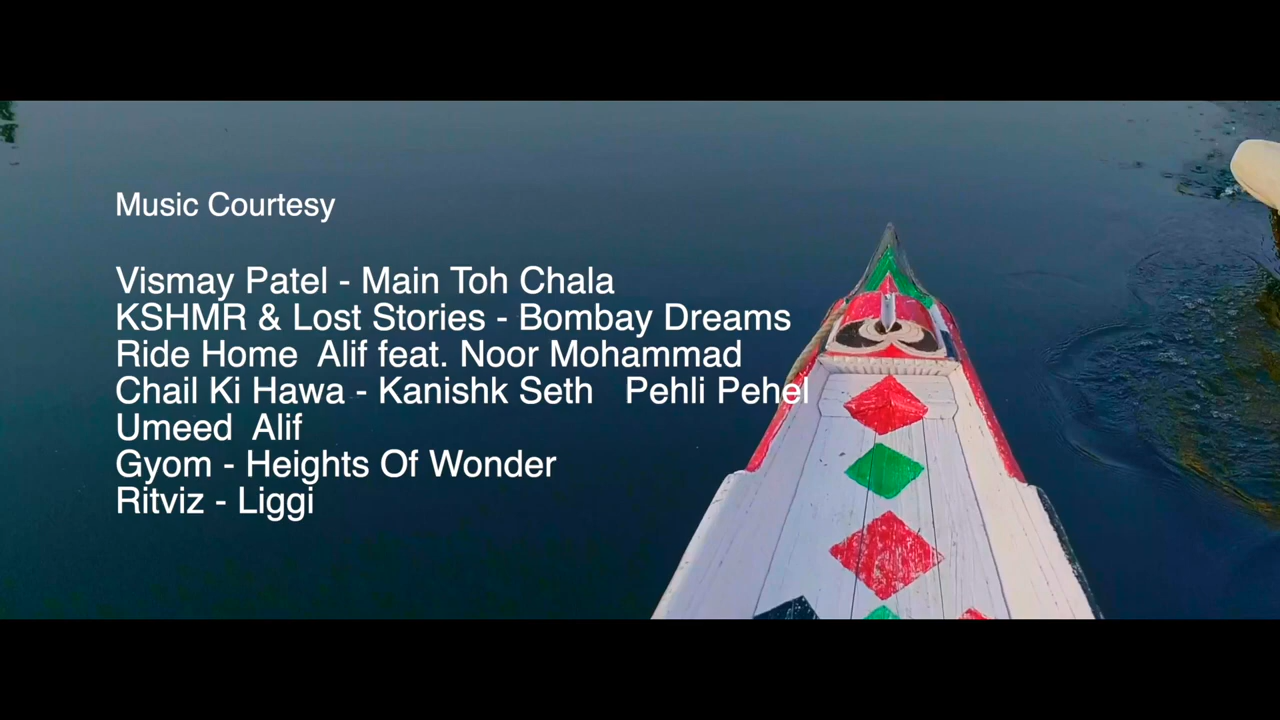 Music Courtesy
Vismay Patel - Main Toh Chala
KSHMR & Lost Stories - Bombay Dreams
Ride Home  Alif feat. Noor Mohammad
Chail Ki Hawa - Kanishk Seth   Pehli Pehel
Umeed  Alif
Gyom - Heights Of Wonder
Ritviz - Liggi